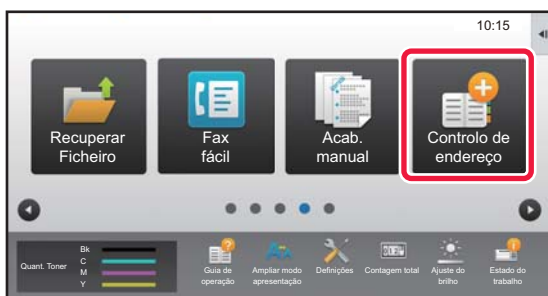 10:15
Recuperar
Ficheiro
Fax
fácil
Acab.
manual
Controlo de
endereço
Quant. Toner
Bk
C
M
Y
Guia de
operação
Ampliar modo
apresentação
Definições
Contagem total
Ajuste do
brilho
Estado do
trabalho